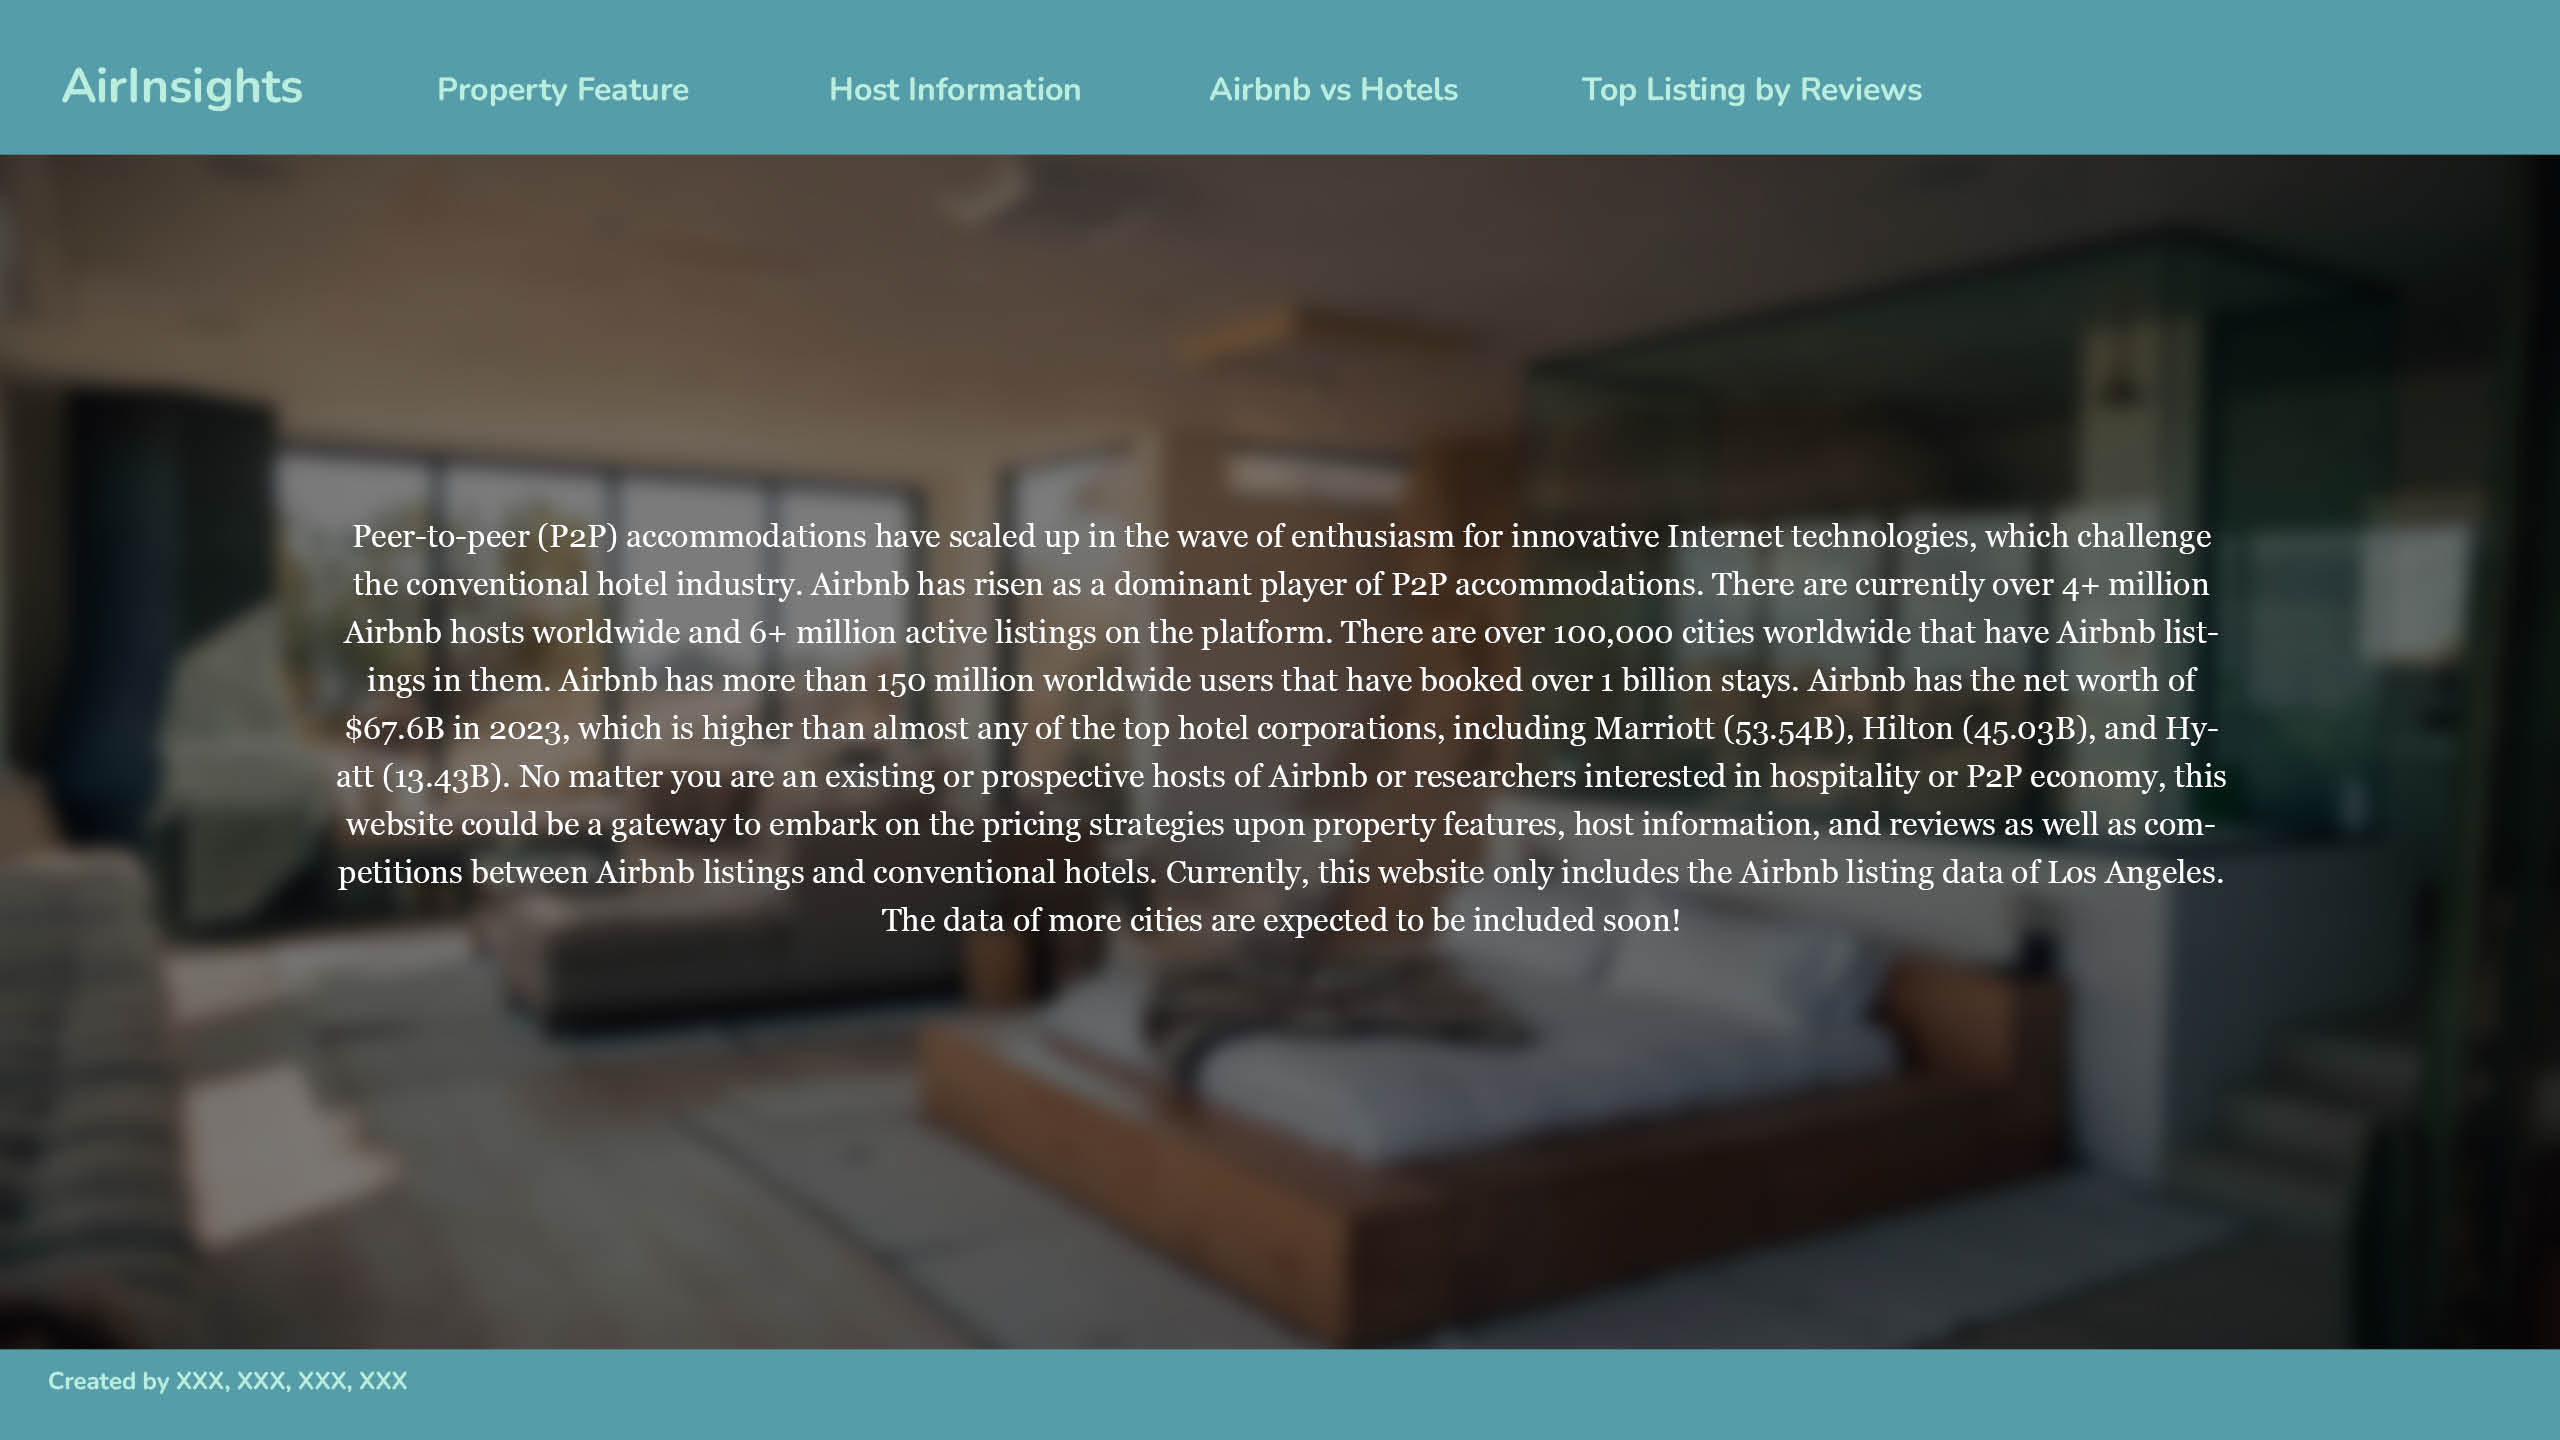 AirInsights Property Feature Host Information Airbnb vs Hotels Top Listing by Reviews
Peer-to-peer (P2P) accommodations have scaled up in the wave of enthusiasm for innovative Internet technologies, which challenge
the conventional hotel industry. Airbnb has risen as a dominant player of P2P accommodations. There are currently over 4+ million
Airbnb hosts worldwide and 6+ million active listings on the platform. There are over 100,000 cities worldwide that have Airbnb list-
ings in them. Airbnb has more than 150 million worldwide users that have booked over 1 billion stays. Airbnb has the net worth of
$67.6B in 2023, which is higher than almost any of the top hotel corporations, including Marriott (53.54B), Hilton (45.03B), and Hy-
att (13.43B). No matter you are an existing or prospective hosts of Airbnb or researchers interested in hospitality or P2P economy, this
website could be a gateway to embark on the pricing strategies upon property features, host information, and reviews as well as com-
petitions between Airbnb listings and conventional hotels. Currently, this website only includes the Airbnb listing data of Los Angeles.
The data of more cities are expected to be included soon!
Created by XXX, XXX, XXX, XXX